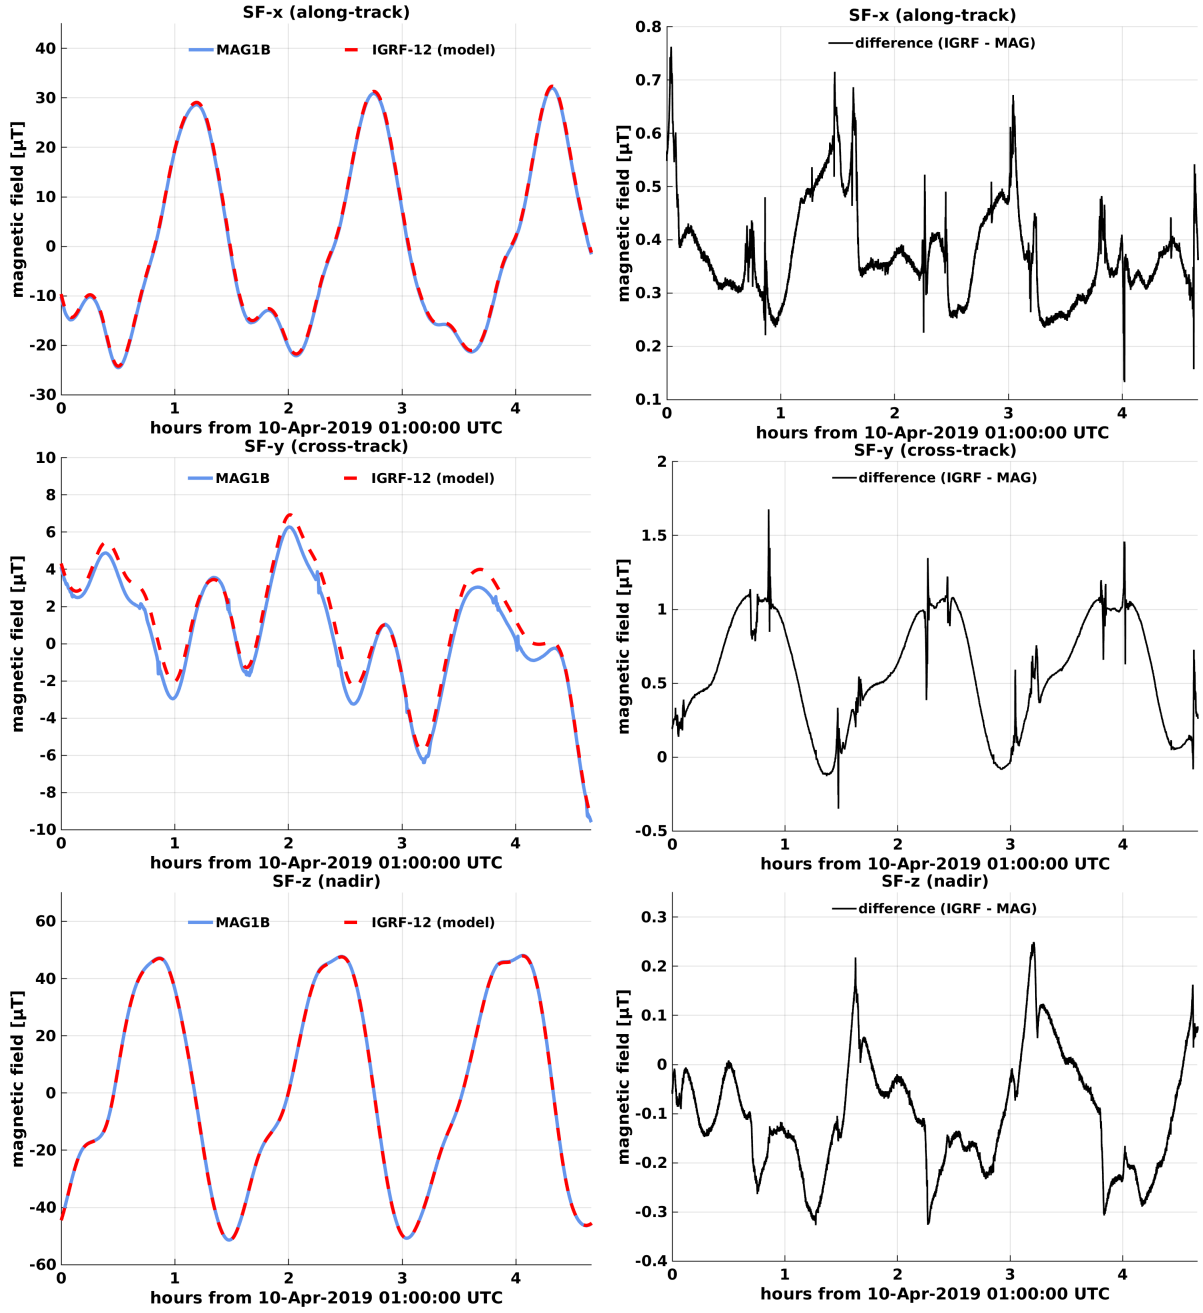 SF-x (along-track)
MAG1B
IGRF-12 (model)
magnetic field [µT]
40
30
20
10
0
-10
-20
-30
0 1 2 3 4
hours from 10-Apr-2019 01:00:00 UTC
SF-x (along-track)
difference (IGRF - MAG)
magnetic field [µT]
0.8
0.7
0.6
0.5
0.4
0.3
0.2
0.1
0 1 2 3 4
hours from 10-Apr-2019 01:00:00 UTC
SF-y (cross-track)
MAG1B
IGRF-12 (model)
magnetic field [µT]
10
8
6
4
2
0
-2
-4
-6
-8
-10
0 1 2 3 4
hours from 10-Apr-2019 01:00:00 UTC
SF-y (cross-track)
difference (IGRF - MAG)
magnetic field [µT]
2
1.5
1
0.5
0
-0.5
0 1 2 3 4
hours from 10-Apr-2019 01:00:00 UTC
SF-z (nadir)
MAG1B
IGRF-12 (model)
magnetic field [µT]
60
40
20
0
-20
-40
-60
0 1 2 3 4
hours from 10-Apr-2019 01:00:00 UTC
SF-z (nadir)
difference (IGRF - MAG)
magnetic field [µT]
0.3
0.2
0.1
0
-0.1
-0.2
-0.3
-0.4
0 1 2 3 4
hours from 10-Apr-2019 01:00:00 UTC